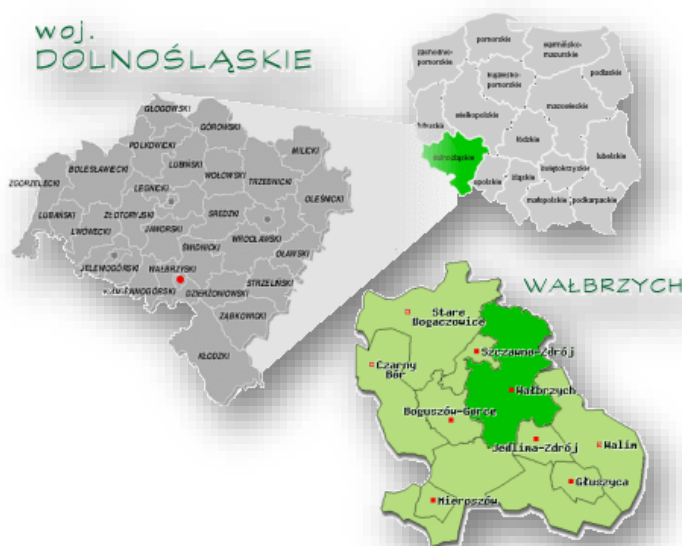 woj.
DOLNOŚLĄSKIE
zachodnio-
pomorskie
pomorskie
warmińsko-
mazurskie
podlaskie
kujawsko-
pomorskie
mazowieckie
wielkopolskie
lubuskie
łódzkie
lubelskie
dolnośląskie
opolskie
śląskie
świętokrzyskie
małopolskie
podkarpackie
GŁOGOWSKI
GÓROWSKI
POLKOWICKI
LUBIŃSKI
MILICKI
BOLESŁAWIECKI
WOŁOWSKI
TRZEBNICKI
ZGORZELECKI
LEGNICKI
OLEŚNICKI
LUBAŃSKI
ZŁOTORYJSKI
ŚREDZKI
LWÓWECKI
JAWORSKI
WROCŁAWSKI
ŚWIDNICKI
OŁAWSKI
JELENIOGÓRSKI
WAŁBRZYSKI
STRZELIŃSKI
DZIERŻONIOWSKI
ZĄBKOWICKI
KŁODZKI
WAŁBRZYCH
Stare
Bogaczowice
Szczawno-Zdrój
Czarny
Bór
Wałbrzych
Boguszów-Gorce
Jedlina-Zdrój
Walim
Głuszyca
Mieroszów